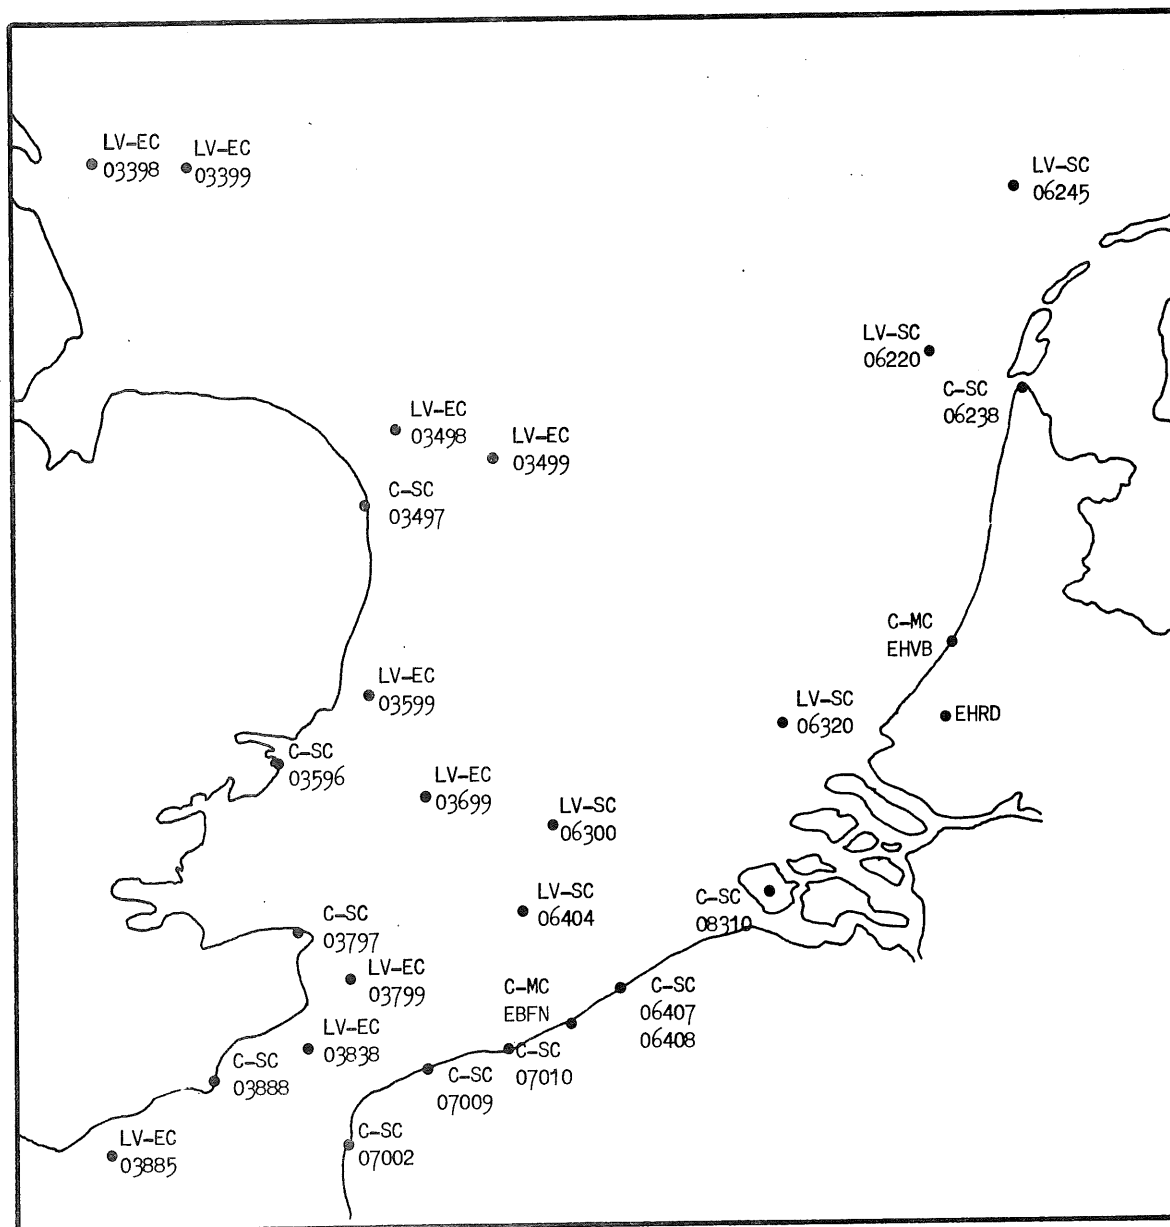 LV-EC
03398
LV-EC
03399
LV-SC
06245
LV-SC
06220
C-SC
06238
LV-EC
03498
LV-EC
03499
C-SC
03497
C-MC
EHVB
LV-EC
03599
LV-SC
06320
EHRD
C-SC
03596
LV-EC
03699
LV-SC
06300
LV-SC
06404
C-SC
08310
C-SC
03797
LV-EC
03799
C-MC
EBFN
C-SC
06407
06408
LV-EC
03838
C-SC
07010
C-SC
03888
C-SC
07009
LV-EC
03885
C-SC
07002